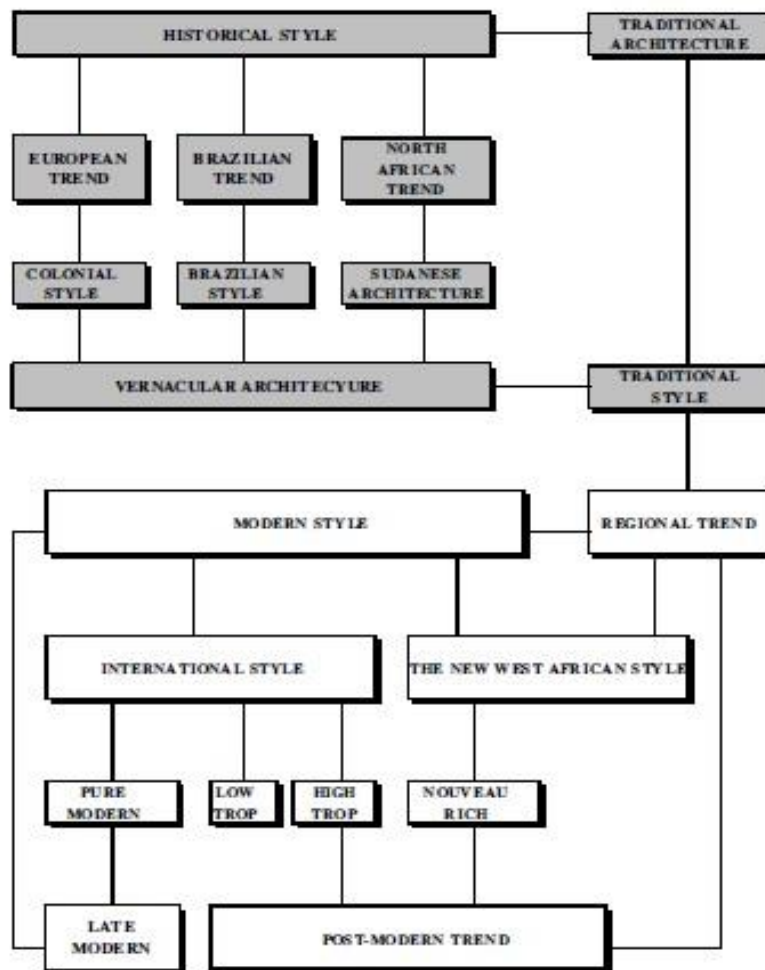 HISTORICAL STYLE
TRADITIONAL
ARCHITECTURE
EUROPEAN
TREND
BRAZILIAN
TREND
NORTH
AFRICAN
TREND
COLONIAL
STYLE
BRAZILIAN
STYLE
SUDANESE
ARCHITECTURE
VERNACULAR ARCHITECYURE
TRADITIONAL
STYLE
MODERN STYLE
REGIONAL TREND
INTERNATIONAL STYLE
THE NEW WEST AFRICAN STYLE
PURE
MODERN
LOW
TROP
HIGH
TROP
NOUVEAU
RICH
LATE
MODERN
POST-MODERN TREND